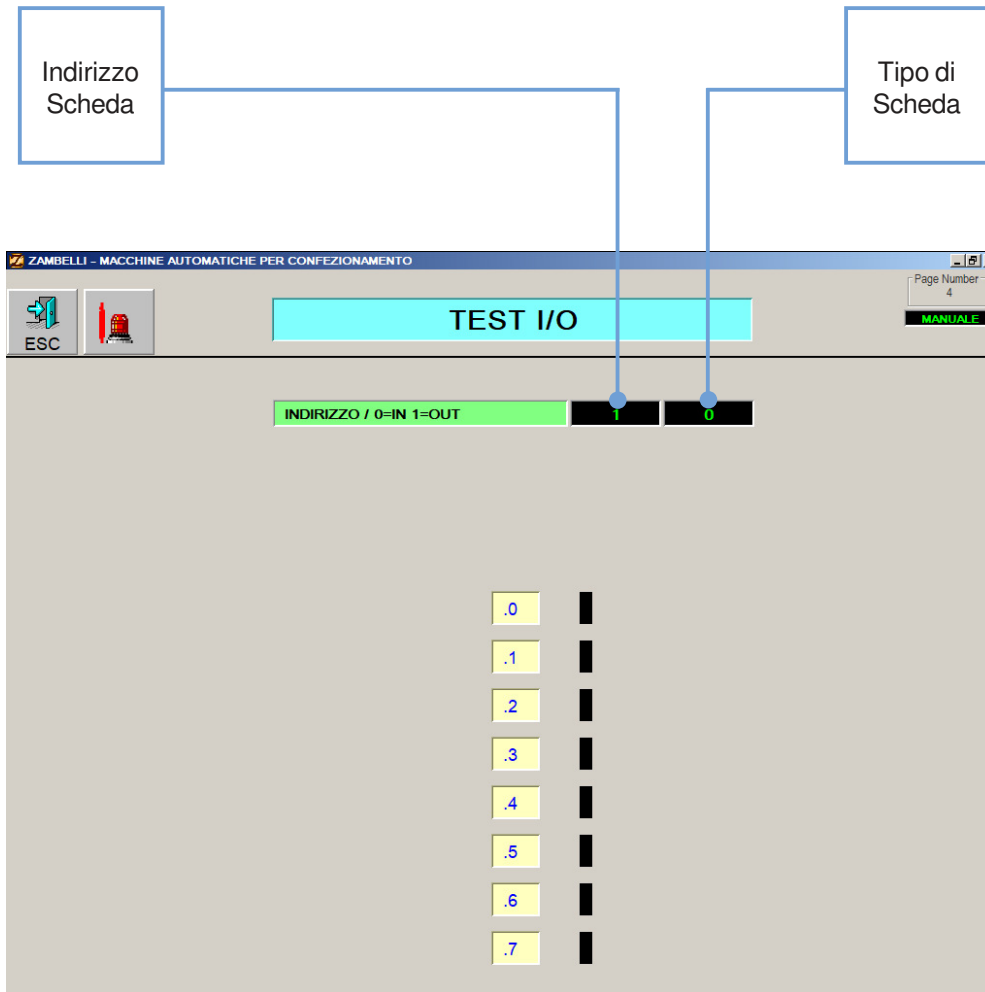 Indirizzo
Scheda
Tipo di
Scheda
ZAMBELLI - MACCHINE AUTOMATICHE PER CONFEZIONAMENTO
Page Number
4
ESC
TEST I/O
MANUALE
INDIRIZZO / 0=IN 1=OUT 1 0
.0
.1
.2
.3
.4
.5
.6
.7